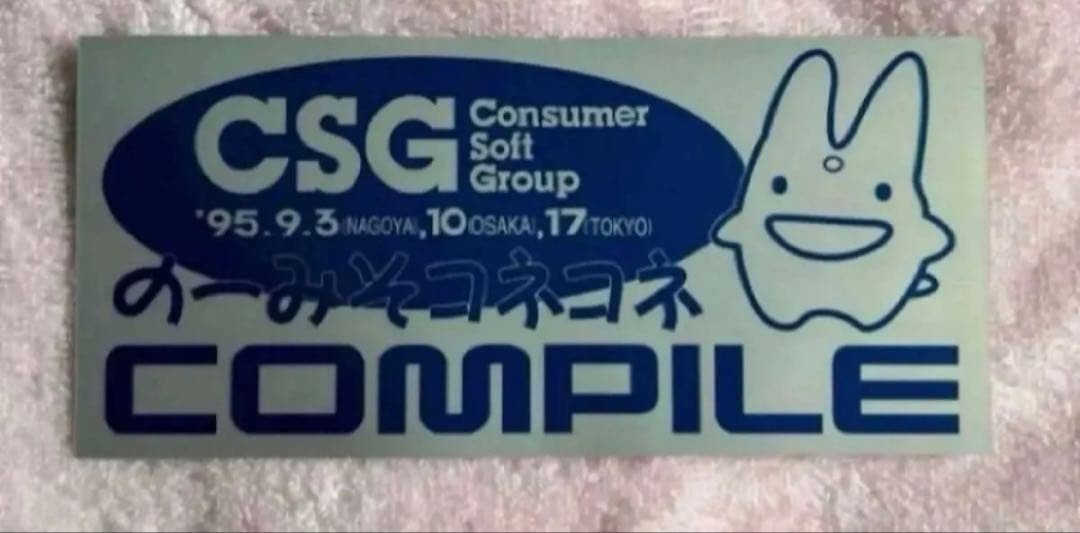 CSG Consumer
Soft
Group
'95.9.3(NAGOYA),10(OSAKA),17(TOKYO)
のーみそコネコネ
COMPILE